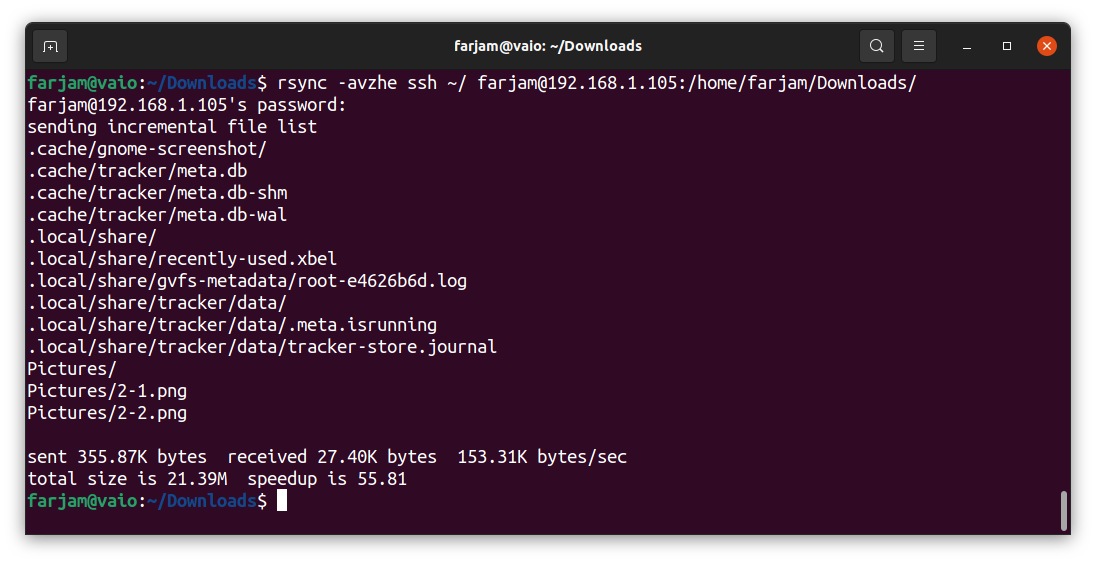 farjam@vaio: ~/Downloads
farjam@vaio:~/Downloads$ rsync -avzhe ssh ~/ farjam@192.168.1.105:/home/farjam/Downloads/
farjam@192.168.1.105's password:
sending incremental file list
.cache/gnome-screenshot/
.cache/tracker/meta.db
.cache/tracker/meta.db-shm
.cache/tracker/meta.db-wal
.local/share/
.local/share/recently-used.xbel
.local/share/gvfs-metadata/root-e4626b6d.log
.local/share/tracker/data/
.local/share/tracker/data/.meta.isrunning
.local/share/tracker/data/tracker-store.journal
Pictures/
Pictures/2-1.png
Pictures/2-2.png
sent 355.87K bytes  received 27.40K bytes  153.31K bytes/sec
total size is 21.39M  speedup is 55.81
farjam@vaio:~/Downloads$